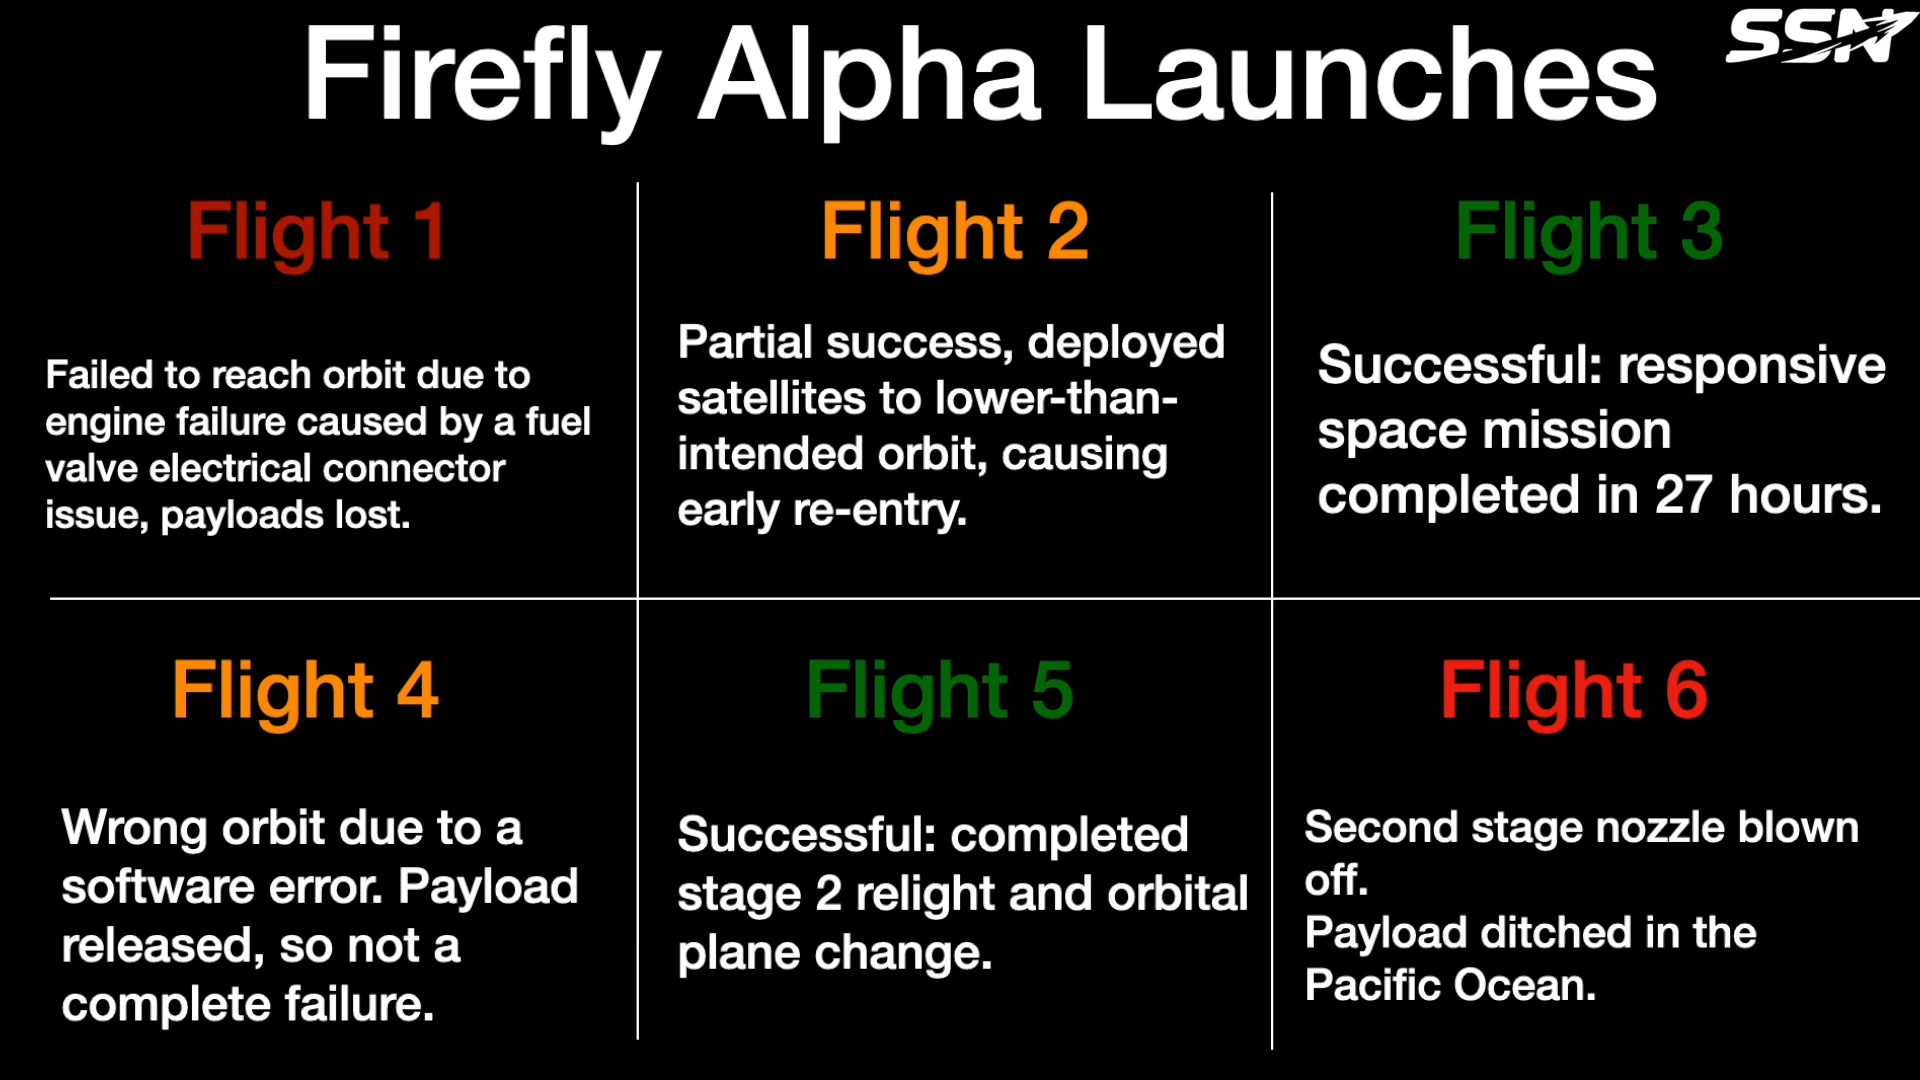 Firefly Alpha Launches
SSN
Flight 1
Failed to reach orbit due to
engine failure caused by a fuel
valve electrical connector
issue, payloads lost.
Flight 2
Partial success, deployed
satellites to lower-than-
intended orbit, causing
early re-entry.
Flight 3
Successful: responsive
space mission
completed in 27 hours.
Flight 4
Wrong orbit due to a
software error. Payload
released, so not a
complete failure.
Flight 5
Successful: completed
stage 2 relight and orbital
plane change.
Flight 6
Second stage nozzle blown
off.
Payload ditched in the
Pacific Ocean.